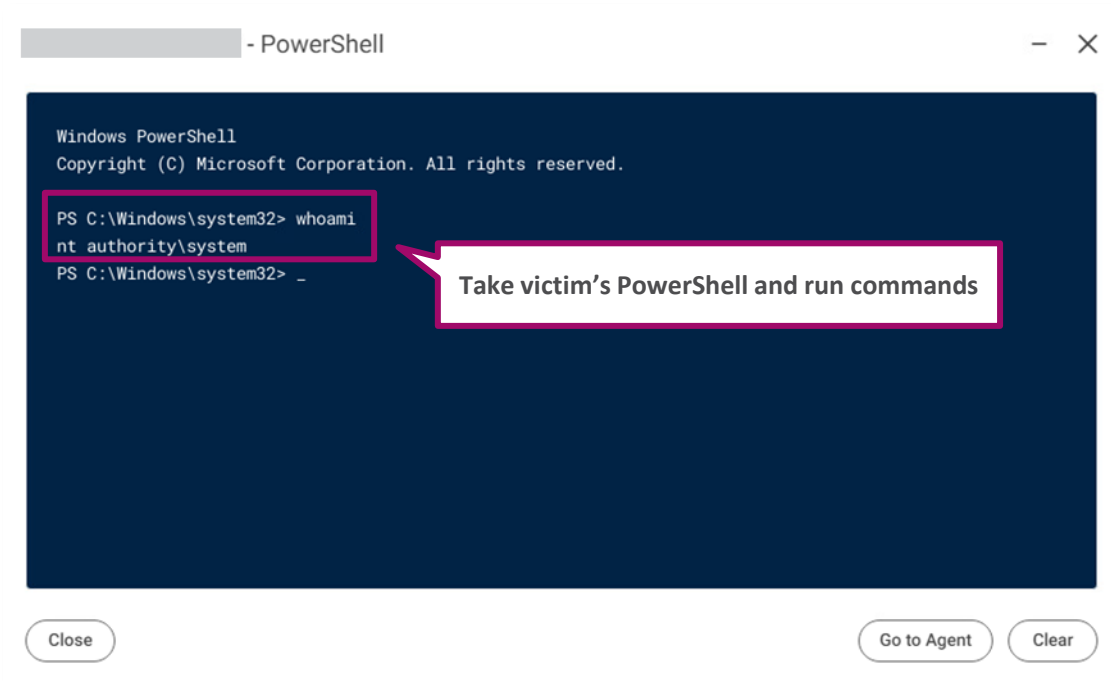 - PowerShell
Windows PowerShell
Copyright (C) Microsoft Corporation. All rights reserved.
PS C:\Windows\system32> whoami
nt authority\system
PS C:\Windows\system32> _
Take victim’s PowerShell and run commands
Close
Go to Agent
Clear